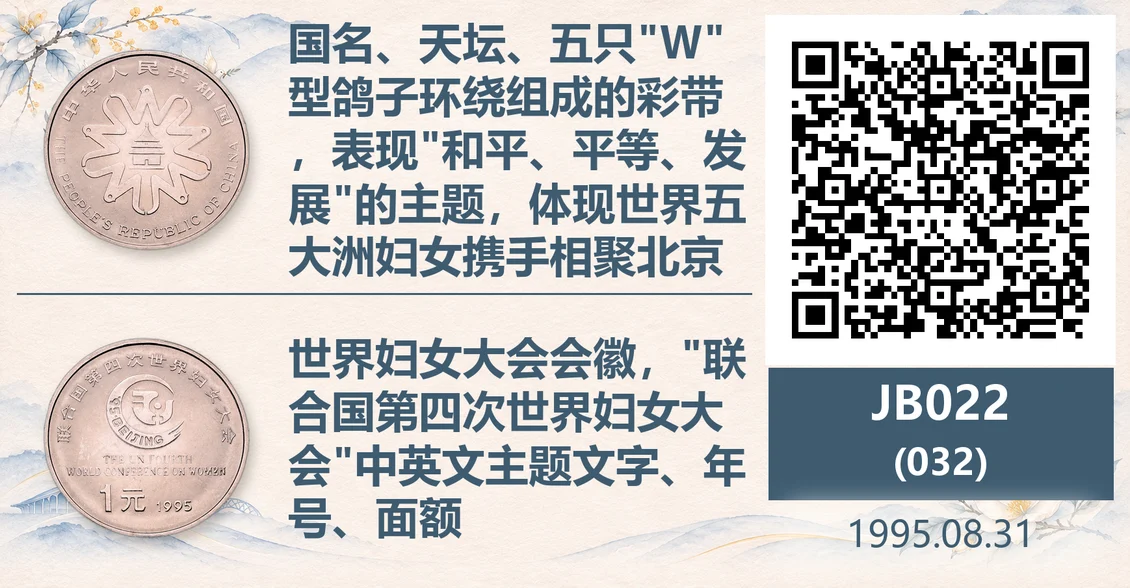 国名、天坛、五只"W"
型鸽子环绕组成的彩带
，表现"和平、平等、发
展"的主题，体现世界五
大洲妇女携手相聚北京
中华人民共和国
PEOPLE'S REPUBLIC OF CHINA
世界妇女大会会徽，"联
合国第四次世界妇女大
会"中英文主题文字、年
号、面额
联合国第四次世界妇女大会
95
BEIJING
THE UN FOURTH
WORLD CONFERENCE ON WOMEN
1元 1995
JB022
(032)
1995.08.31